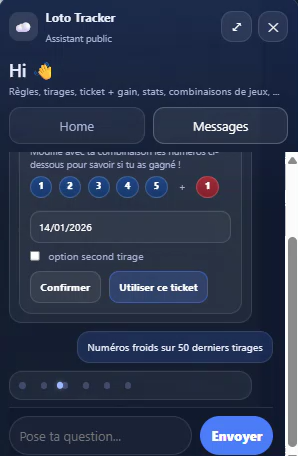 Loto Tracker
Assistant public
Hi 👋
Règles, tirages, ticket + gain, stats, combinaisons de jeux, ...
Home
Messages
Modifie avec ta combinaison les numéros ci-
dessous pour savoir si tu as gagné !
1 2 3 4 5 + 1
14/01/2026
option second tirage
Confirmer
Utiliser ce ticket
Numéros froids sur 50 derniers tirages
Pose ta question...
Envoyer